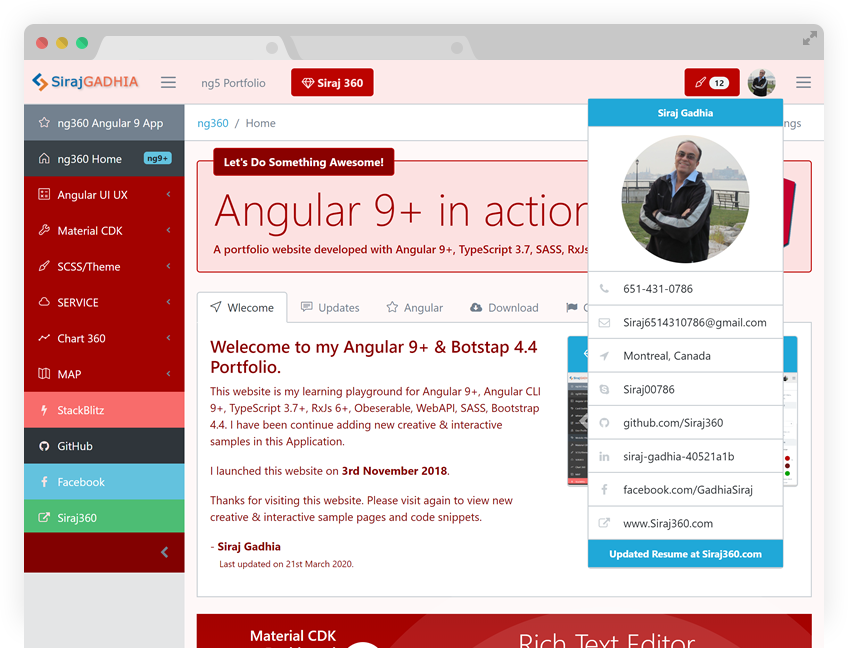 SirajGADHIA
ng5 Portfolio
Siraj 360
12
ng360 Angular 9 App
ng360 Home
ng9+
Angular UI UX
Material CDK
SCSS/Theme
SERVICE
Chart 360
MAP
StackBlitz
GitHub
Facebook
Siraj360
ng360 / Home
ngs
Let's Do Something Awesome!
Angular 9+ in action
A portfolio website developed with Angular 9+, TypeScript 3.7, SASS, RxJs
Wlecome
Updates
Angular
Download
Welecome to my Angular 9+ & Botstap 4.4
Portfolio.
This website is my learning playground for Angular 9+, Angular CLI
9+, TypeScript 3.7+, RxJs 6+, Obeserable, WebAPI, SASS, Bootstrap
4.4. I have been continue adding new creative & interactive
samples in this Application.
I launched this website on 3rd November 2018.
Thanks for visiting this website. Please visit again to view new
creative & interactive sample pages and code snippets.
- Siraj Gadhia
Last updated on 21st March 2020.
Siraj Gadhia
651-431-0786
Siraj6514310786@gmail.com
Montreal, Canada
Siraj00786
github.com/Siraj360
siraj-gadhia-40521a1b
facebook.com/GadhiaSiraj
www.Siraj360.com
Updated Resume at Siraj360.com
Material CDK
Rich Text Editor